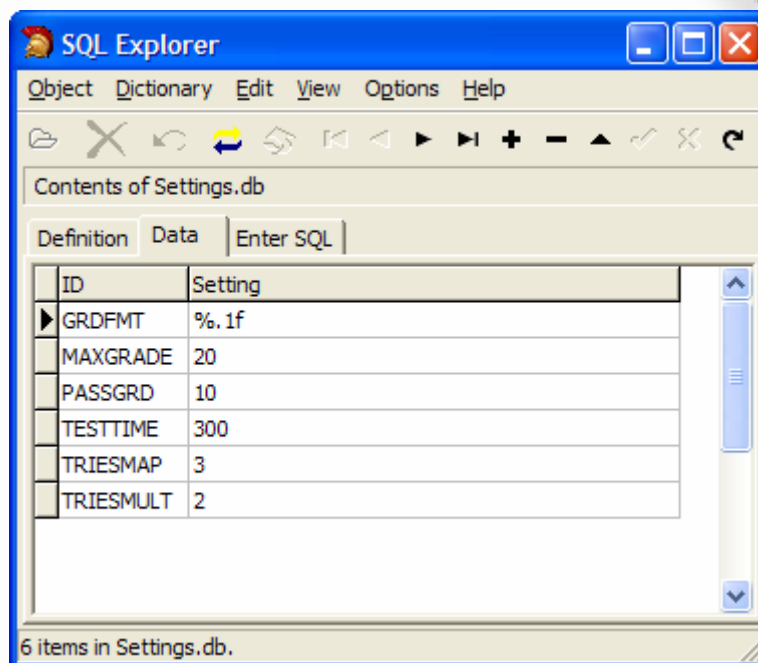 SQL Explorer
Object Dictionary Edit View Options Help
Contents of Settings.db
Definition Data Enter SQL
ID Setting
GRDFMT %.1f
MAXGRADE 20
PASSGRD 10
TESTTIME 300
TRIESMAP 3
TRIESMULT 2
6 items in Settings.db.